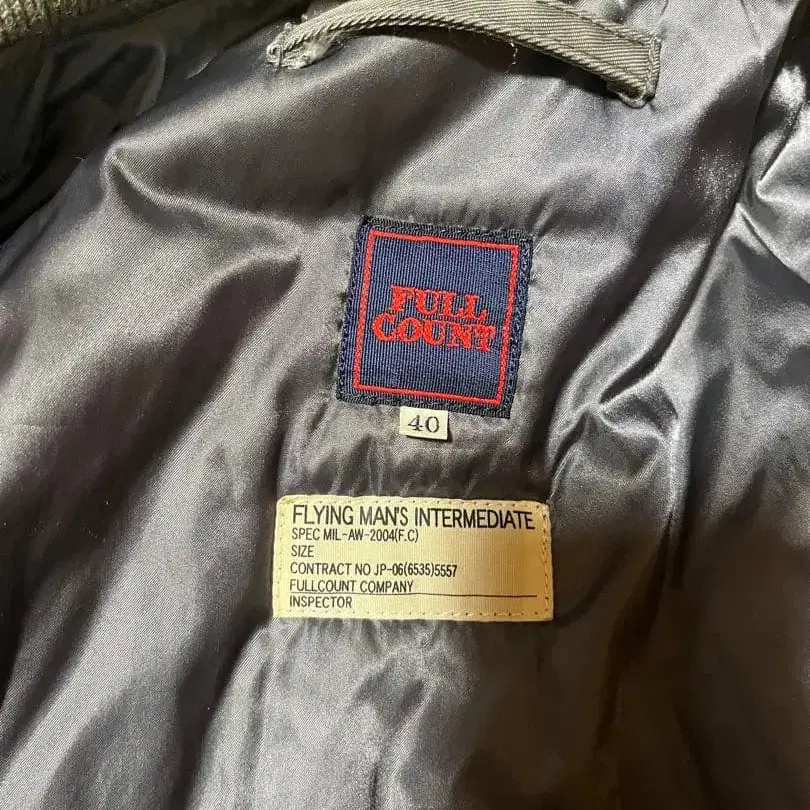 FULL
COUNT
40
FLYING MAN'S INTERMEDIATE
SPEC MIL-AW-2004(F.C)
SIZE
CONTRACT NO JP-06(6535)5557
FULLCOUNT COMPANY
INSPECTOR